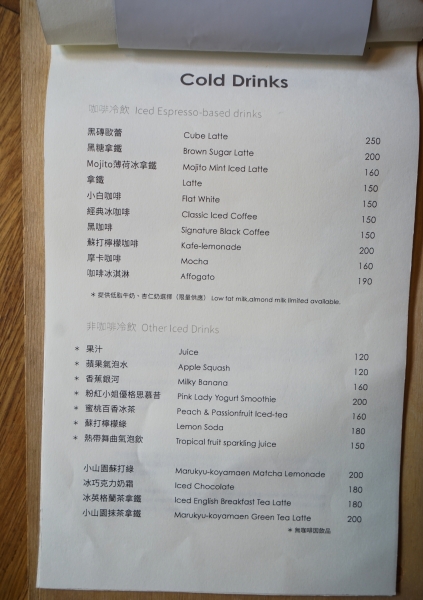 Cold Drinks
咖啡冷飲 Iced Espresso-based drinks
黑磚歐蕾 Cube Latte 250
黑糖拿鐵 Brown Sugar Latte 200
Mojito薄荷冰拿鐵 Mojito Mint Iced Latte 160
拿鐵 Latte 150
小白咖啡 Flat White 150
經典冰咖啡 Classic Iced Coffee 150
黑咖啡 Signature Black Coffee 150
蘇打檸檬咖啡 Kafe-lemonade 200
摩卡咖啡 Mocha 160
咖啡冰淇淋 Affogato 190
＊提供低脂牛奶、杏仁奶選擇（限量供應） Low fat milk,almond milk limited available.
非咖啡冷飲 Other Iced Drinks
＊ 果汁 Juice 120
＊ 蘋果氣泡水 Apple Squash 120
＊ 香蕉銀河 Milky Banana 160
＊ 粉紅小姐優格思慕昔 Pink Lady Yogurt Smoothie 200
＊ 蜜桃百香冰茶 Peach & Passionfruit Iced-tea 160
＊ 蘇打檸檬綠 Lemon Soda 180
＊ 熱帶舞曲氣泡飲 Tropical fruit sparkling juice 150
小山園蘇打綠 Marukyu-koyamaen Matcha Lemonade 200
冰巧克力奶霜 Iced Chocolate 180
冰英格蘭茶拿鐵 Iced English Breakfast Tea Latte 180
小山園抹茶拿鐵 Marukyu-koyamaen Green Tea Latte 200
＊無咖啡因飲品